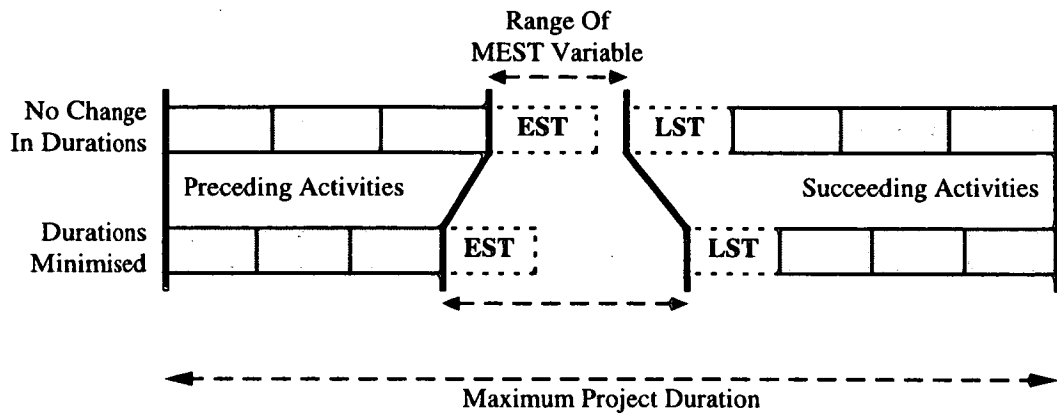 Range Of
MEST Variable
No Change
In Durations
EST
LST
Preceding Activities
Succeeding Activities
Durations
Minimised
EST
LST
Maximum Project Duration